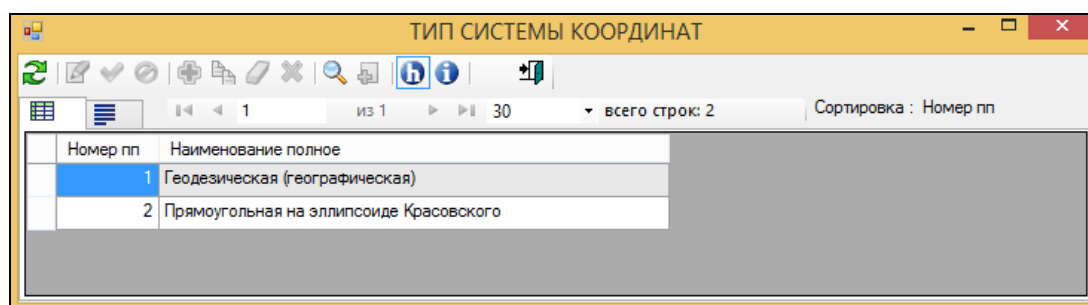 ТИП СИСТЕМЫ КООРДИНАТ
1 из 1 30 всего строк: 2 Сортировка : Номер пп
Номер пп Наименование полное
1 Геодезическая (географическая)
2 Прямоугольная на эллипсоиде Красовского